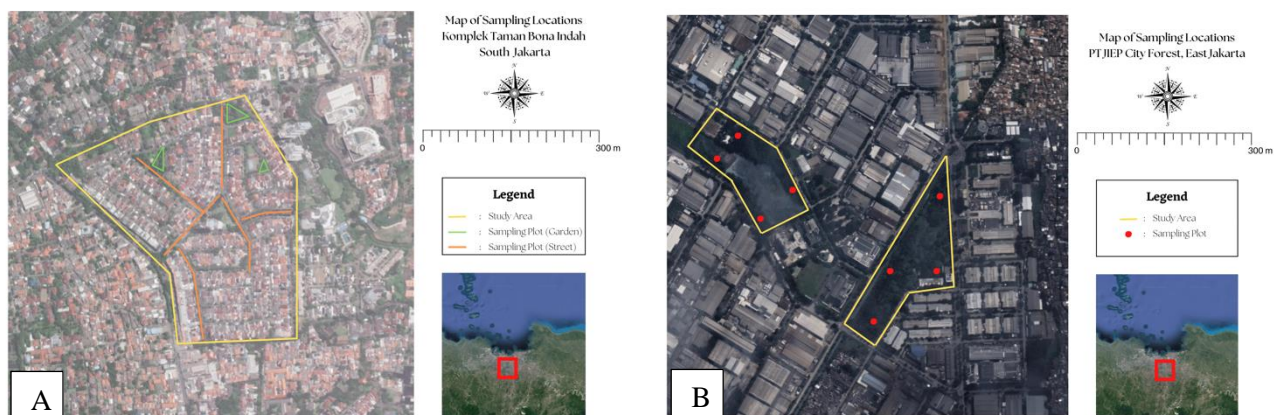 Map of Sampling Locations
Komplek Taman Bona Indah
South Jakarta
N
W E
S
0 300 m
Legend
: Study Area
: Sampling Plot (Garden)
: Sampling Plot (Street)
A
Map of Sampling Locations
PT JIEP City Forest, East Jakarta
N
W E
S
0 300 m
Legend
: Study Area
: Sampling Plot
B